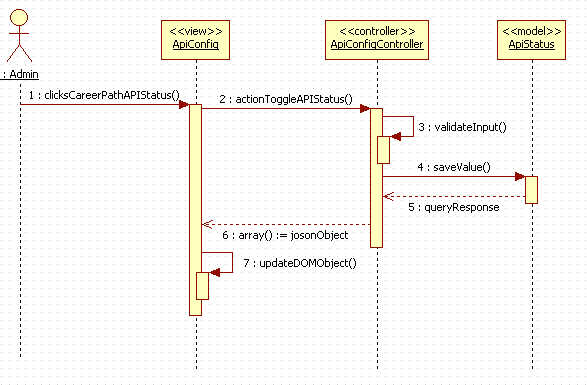 <<view>>
ApiConfig
<<controller>>
ApiConfigController
<<model>>
ApiStatus
: Admin
1 : clicksCareerPathAPIStatus()
2 : actionToggleAPIStatus()
3 : validateInput()
4 : saveValue()
5 : queryResponse
6 : array() := josonObject
7 : updateDOMObject()